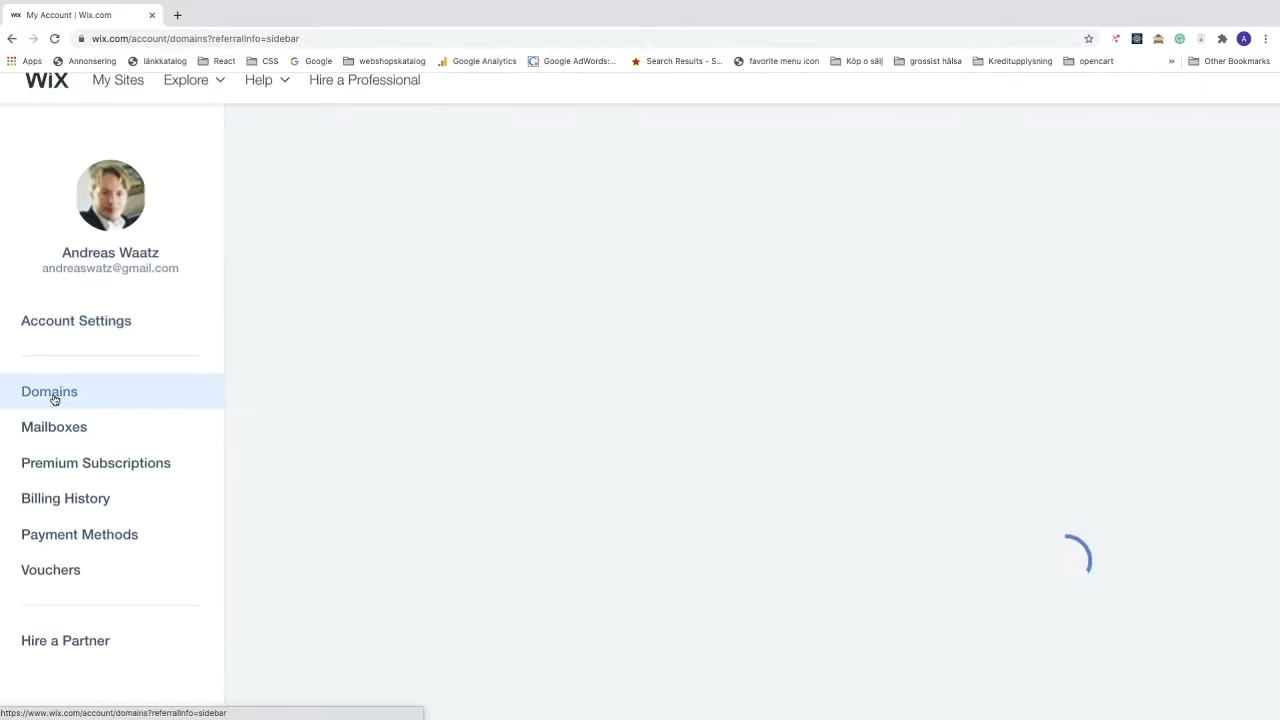 WiX My Account | Wix.com
wix.com/account/domains?referralInfo=sidebar
A
Apps Annonsering länkkatalog React CSS Google webshopskatalog Google Analytics Google AdWords:... Search Results - S... favorite menu icon Köp o sälj grossist hälsa Kreditupplysning opencart » Other Bookmarks
WiX My Sites Explore Help Hire a Professional
Andreas Waatz
andreaswatz@gmail.com
Account Settings
Domains
Mailboxes
Premium Subscriptions
Billing History
Payment Methods
Vouchers
Hire a Partner
https://www.wix.com/account/domains?referralInfo=sidebar